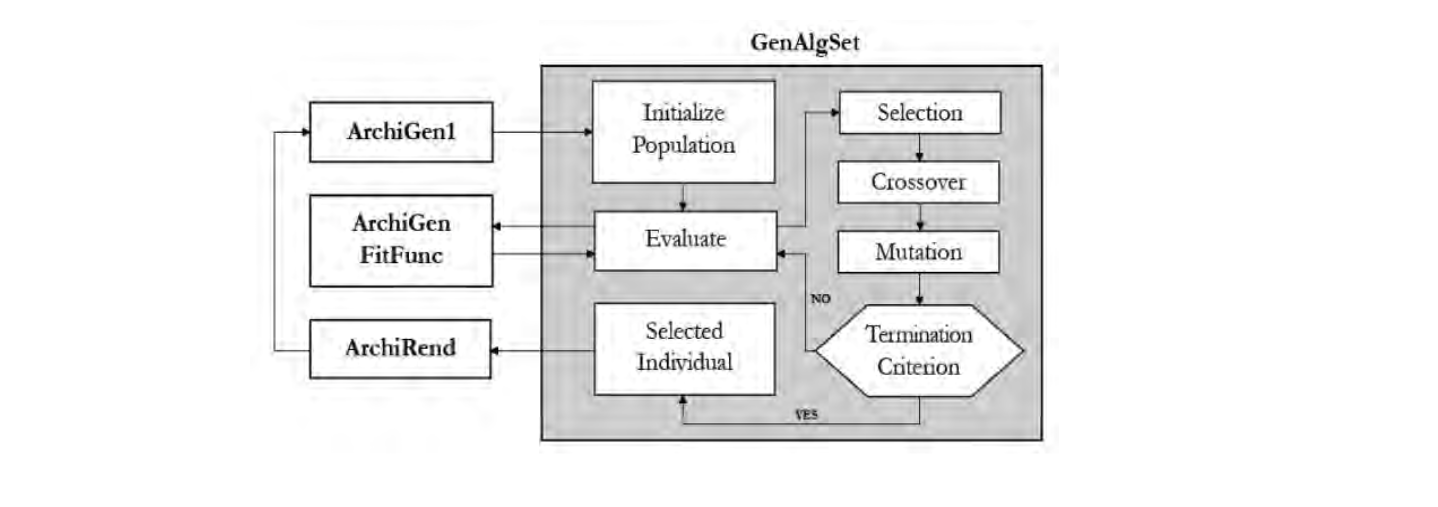 GenAlgSet
ArchiGen1
Initialize
Population
Selection
Crossover
ArchiGen
FitFunc
Evaluate
Mutation
NO
ArchiRend
Selected
Individual
Termination
Criterion
YES